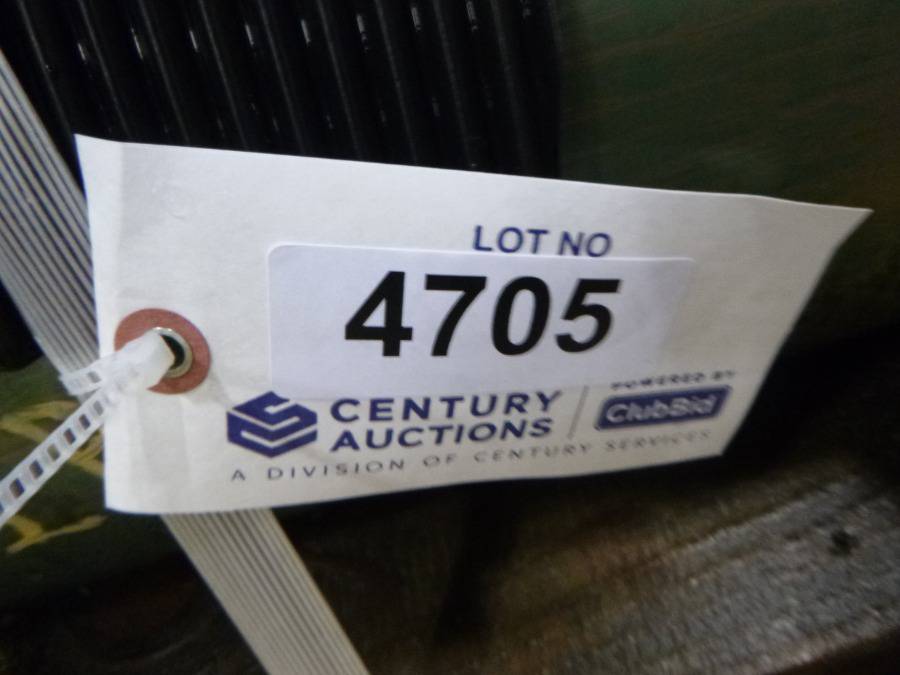 LOT NO
4705
CENTURY
AUCTIONS
POWERED BY
ClubBid
A DIVISION OF CENTURY SERVICES